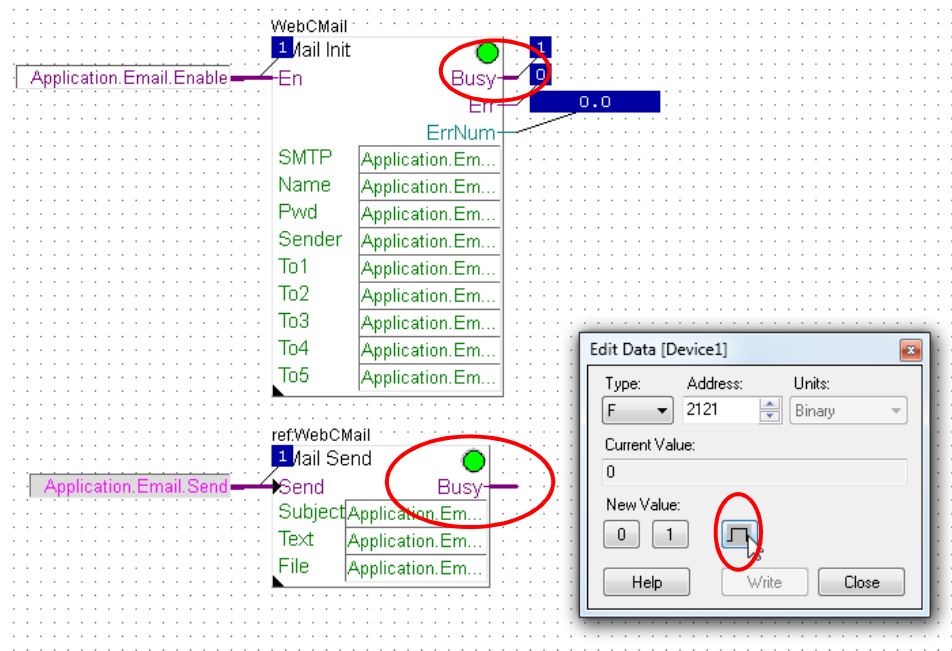 WebCMail
1 Mail Init 1
Application.Email.Enable En Busy 0
Err 0.0
ErrNum
SMTP Application.Em...
Name Application.Em...
Pwd Application.Em...
Sender Application.Em...
To1 Application.Em...
To2 Application.Em...
To3 Application.Em...
To4 Application.Em...
To5 Application.Em...
ref:WebCMail
1 Mail Send
Application.Email.Send Send Busy
Subject Application.Em...
Text Application.Em...
File Application.Em...
Edit Data [Device1]
Type: Address: Units:
F 2121 Binary
Current Value:
0
New Value:
0 1
Help Write Close